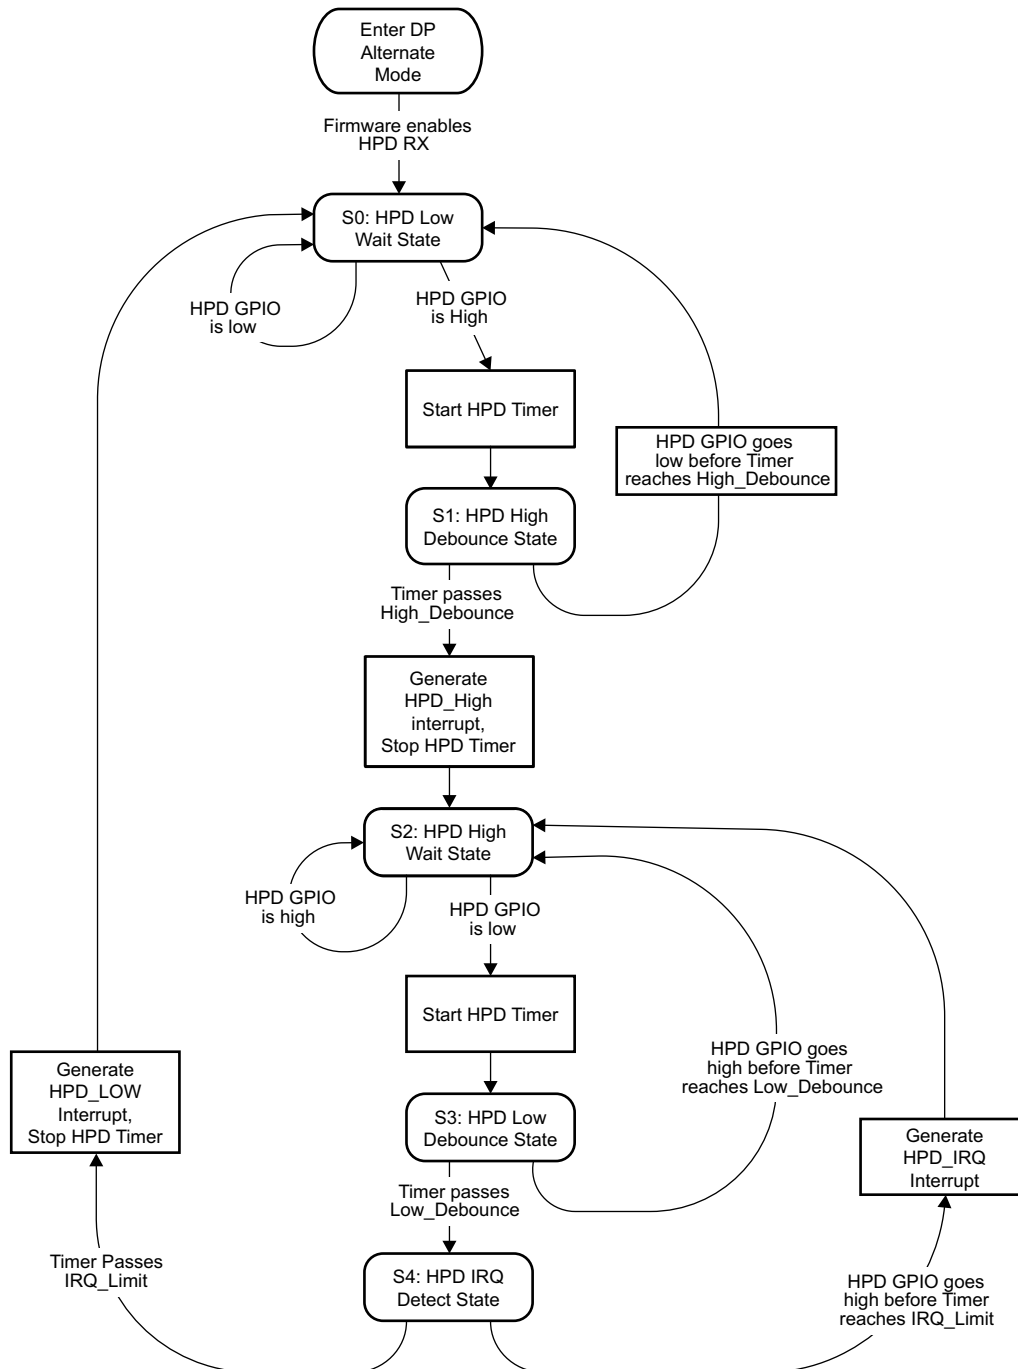 Enter DP
Alternate
Mode
Firmware enables
HPD RX
S0: HPD Low
Wait State
HPD GPIO
is low
HPD GPIO
is High
Start HPD Timer
HPD GPIO goes
low before Timer
reaches High_Debounce
S1: HPD High
Debounce State
Timer passes
High_Debounce
Generate
HPD_High
interrupt,
Stop HPD Timer
S2: HPD High
Wait State
HPD GPIO
is high
HPD GPIO
is low
Start HPD Timer
HPD GPIO goes
high before Timer
reaches Low_Debounce
Generate
HPD_LOW
Interrupt,
Stop HPD Timer
S3: HPD Low
Debounce State
Generate
HPD_IRQ
Interrupt
Timer passes
Low_Debounce
Timer Passes
IRQ_Limit
S4: HPD IRQ
Detect State
HPD GPIO goes
high before Timer
reaches IRQ_Limit